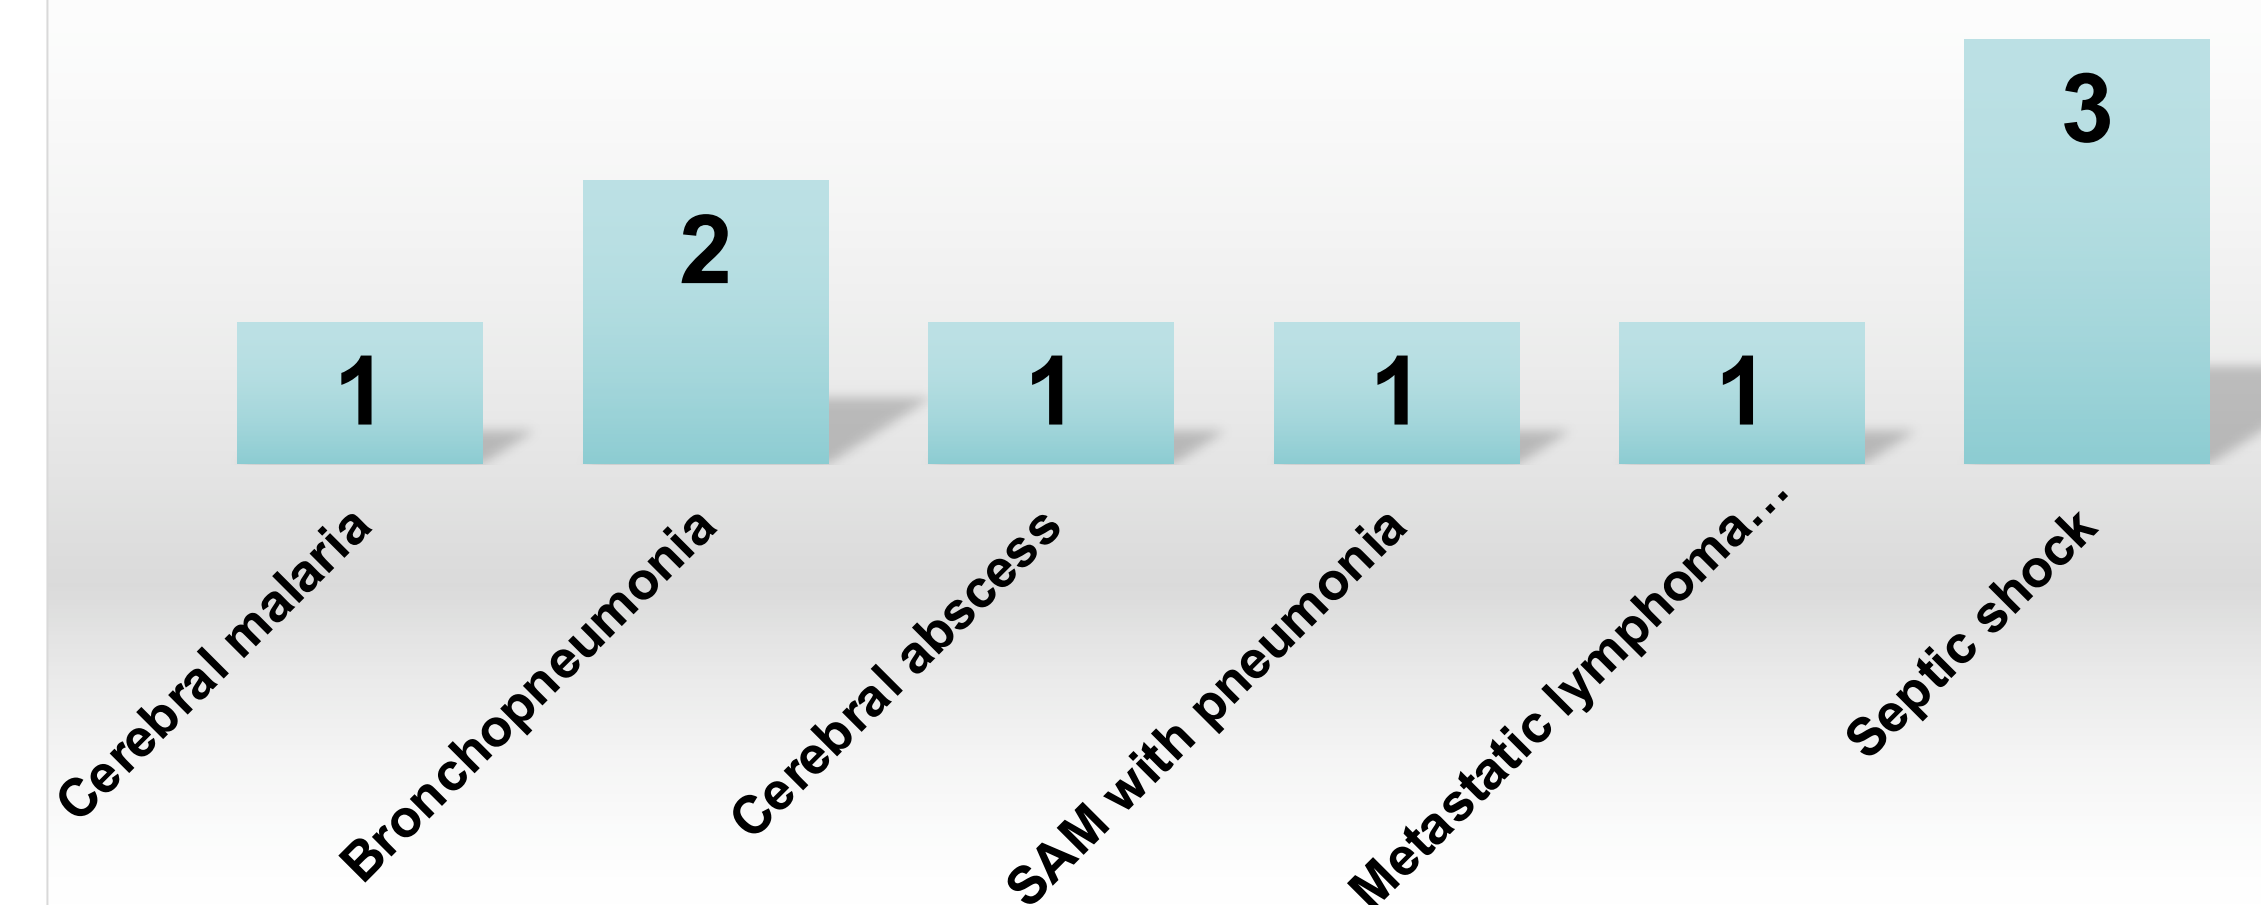 1
2
1
1
1
3
Cerebral malaria
Bronchopneumonia
Cerebral abscess
SAM with pneumonia
Metastatic lymphoma…
Septic shock